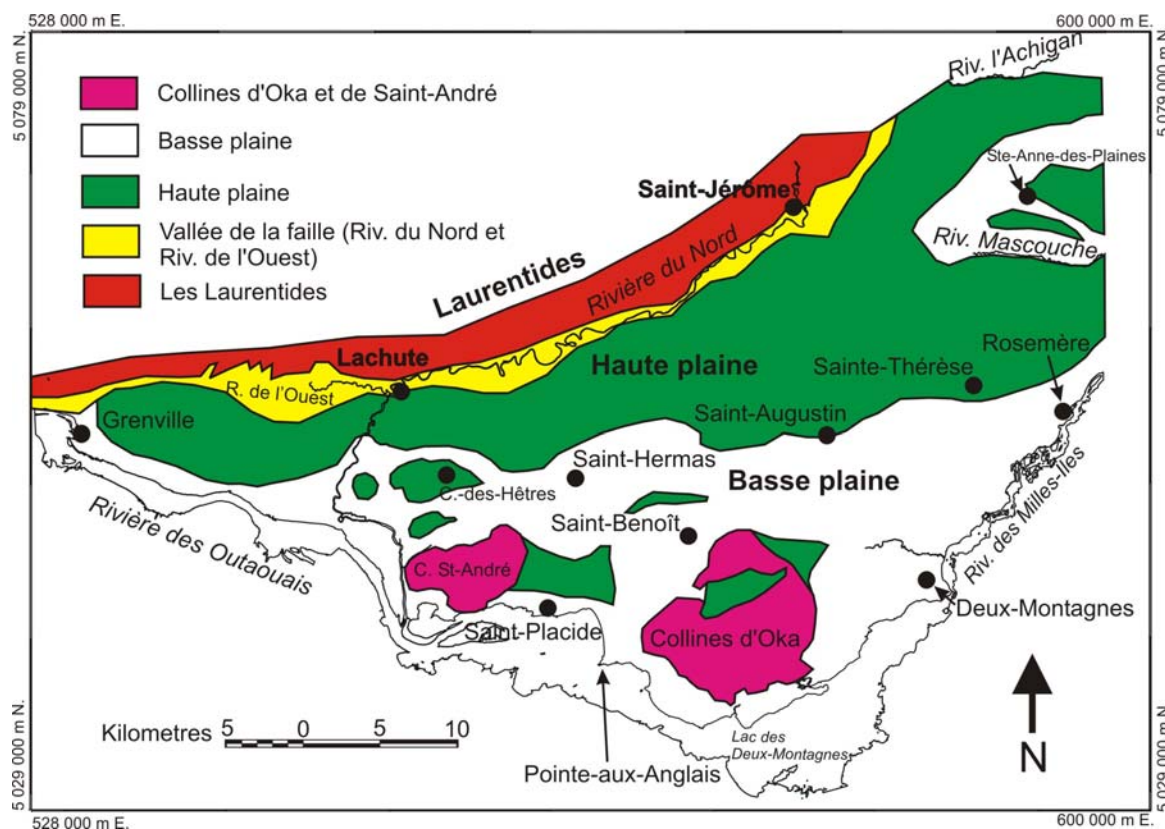 528 000 m E.
600 000 m E.
5 079 000 m N.
5 079 000 m N.
Riv. l'Achigan
Collines d'Oka et de Saint-André
Basse plaine
Haute plaine
Vallée de la faille (Riv. du Nord et
Riv. de l'Ouest)
Les Laurentides
Ste-Anne-des-Plaines
Saint-Jérôme
Riv. Mascouche
Rivière du Nord
Laurentides
Lachute
Haute plaine
Rosemère
Sainte-Thérèse
R. de l'Ouest
Grenville
Saint-Augustin
Saint-Hermas
Basse plaine
C.-des-Hêtres
Rivière des Outaouais
Saint-Benoît
Riv. des Milles-Iles
C. St-André
Deux-Montagnes
Saint-Placide
Collines d'Oka
Kilometres
5 0 5 10
Lac des
Deux-Montagnes
N
Pointe-aux-Anglais
5 029 000 m N.
5 029 000 m N.
528 000 m E.
600 000 m E.